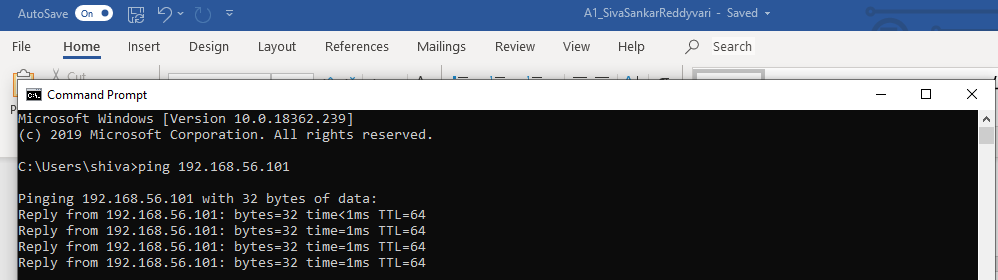 AutoSave On A1_SivaSankarReddyvari - Saved
File Home Insert Design Layout References Mailings Review View Help Search
Cut
Command Prompt
Microsoft Windows [Version 10.0.18362.239]
(c) 2019 Microsoft Corporation. All rights reserved.
C:\Users\shiva>ping 192.168.56.101
Pinging 192.168.56.101 with 32 bytes of data:
Reply from 192.168.56.101: bytes=32 time<1ms TTL=64
Reply from 192.168.56.101: bytes=32 time=1ms TTL=64
Reply from 192.168.56.101: bytes=32 time=1ms TTL=64
Reply from 192.168.56.101: bytes=32 time=1ms TTL=64